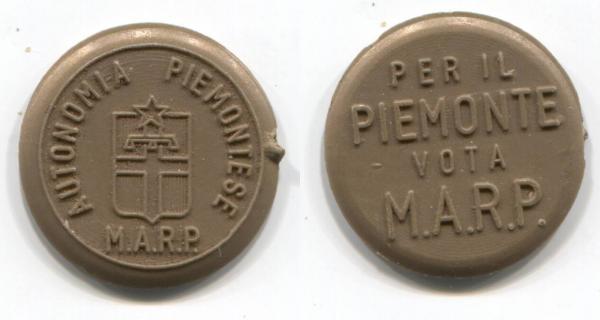 AUTONOMIA PIEMONTESE
M.A.R.P.
PER IL
PIEMONTE
VOTA
M.A.R.P.